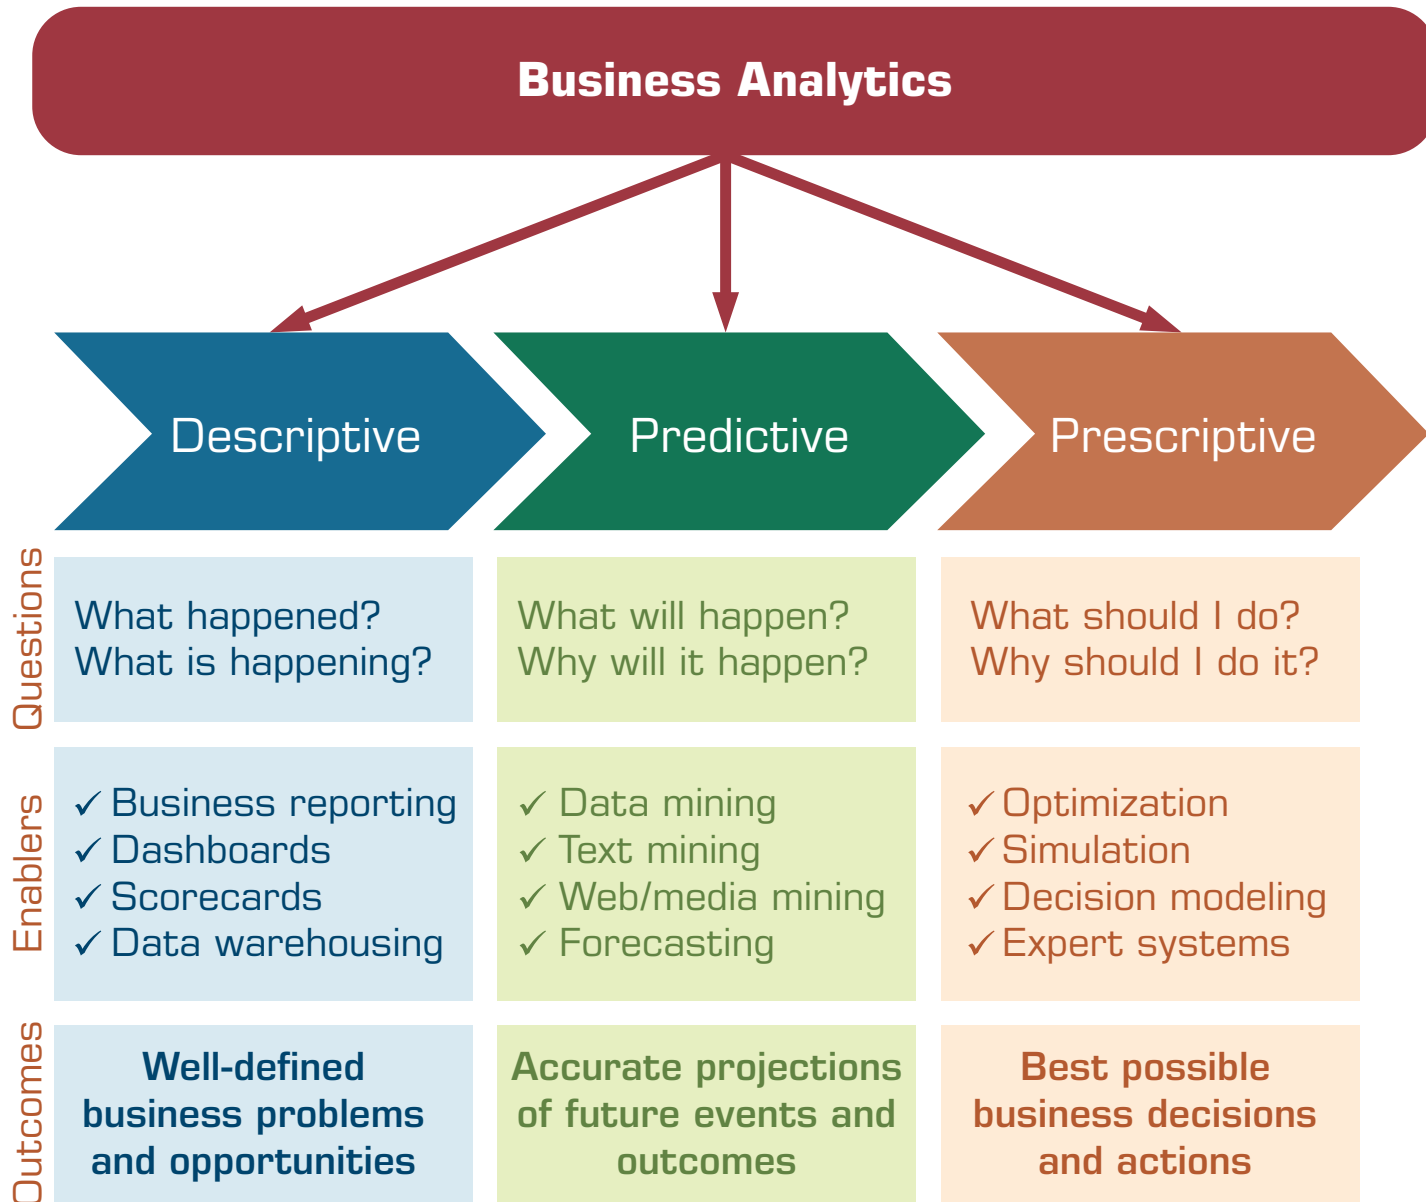 Business Analytics
Descriptive
Predictive
Prescriptive
Questions
What happened?
What is happening?
What will happen?
Why will it happen?
What should I do?
Why should I do it?
Enablers
✓ Business reporting
✓ Dashboards
✓ Scorecards
✓ Data warehousing
✓ Data mining
✓ Text mining
✓ Web/media mining
✓ Forecasting
✓ Optimization
✓ Simulation
✓ Decision modeling
✓ Expert systems
Outcomes
Well-defined
business problems
and opportunities
Accurate projections
of future events and
outcomes
Best possible
business decisions
and actions